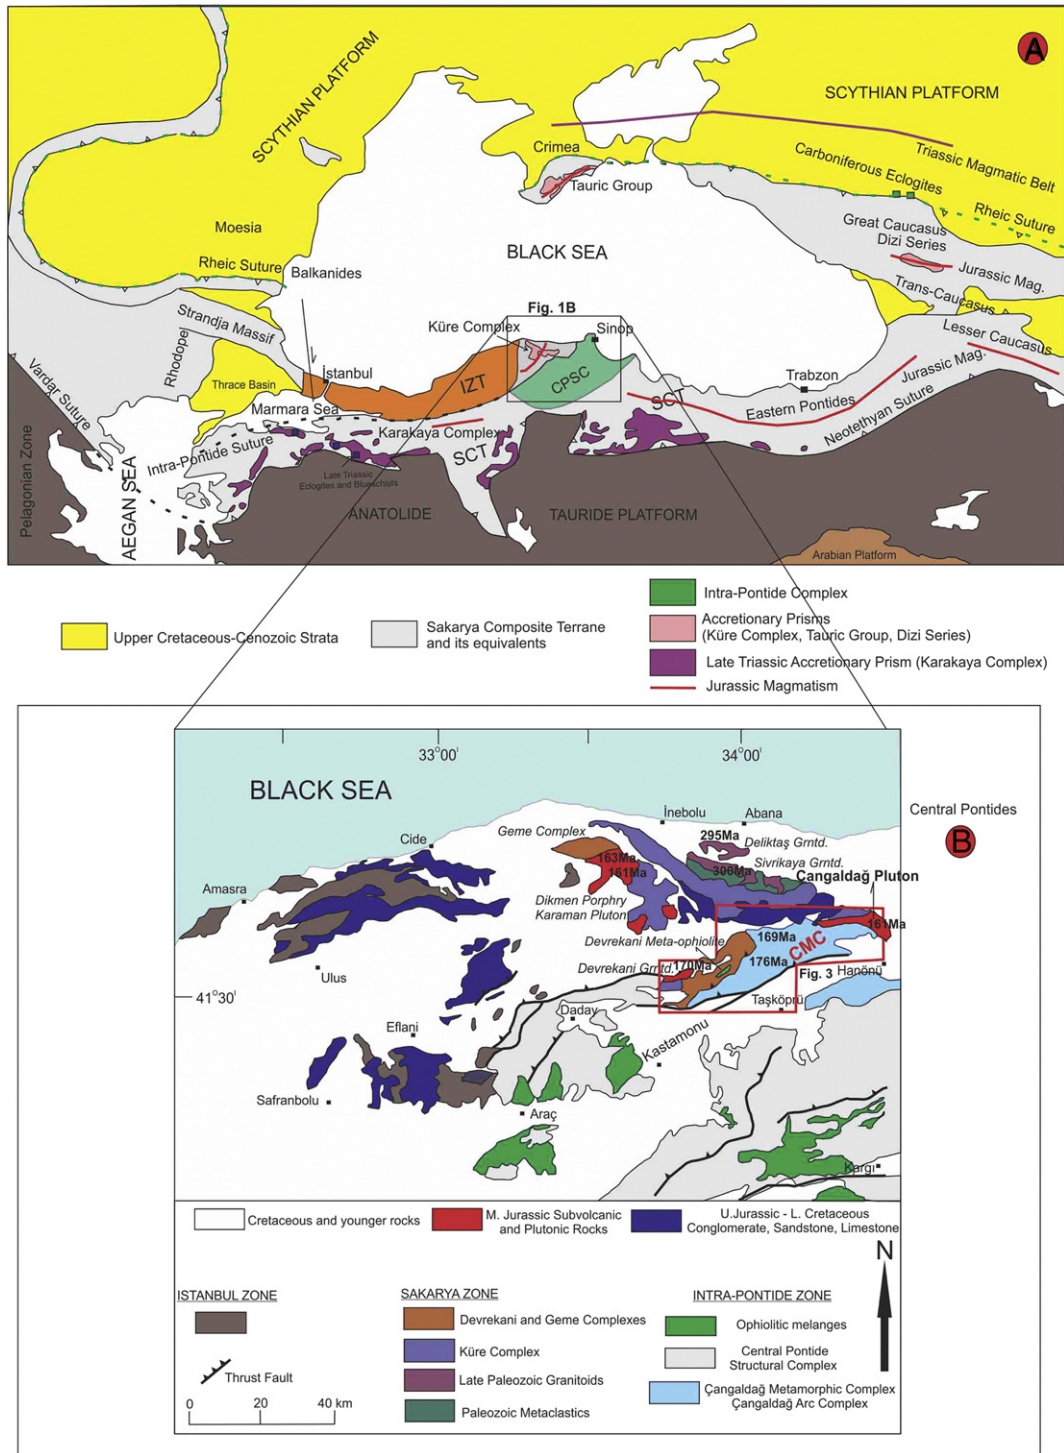 A
SCYTHIAN PLATFORM
SCYTHIAN PLATFORM
Crimea
Tauric Group
Triassic Magmatic Belt
Carboniferous Eclogites
Rheic Suture
Great Caucasus
Dizi Series
Jurassic Mag.
Moesia
Rheic Suture
Balkanides
BLACK SEA
Trans-Caucasus
Lesser Caucasus
Strandja Massif
Fig. 1B
Küre Complex
Sinop
Rhodopel
Vardar Suture
İstanbul
IZT
CPSC
Trabzon
Jurassic Mag.
Thrace Basin
Marmara Sea
SCT
Eastern Pontides
Neotethyan Suture
Karakaya Complex
Intra-Pontide Suture
SCT
Late Triassic
Eclogites and Blueschists
Pelagonian Zone
AEGAN SEA
ANATOLIDE
TAURIDE PLATFORM
Arabian Platform
Upper Cretaceous-Cenozoic Strata
Sakarya Composite Terrane
and its equivalents
Intra-Pontide Complex
Accretionary Prisms
(Küre Complex, Tauric Group, Dizi Series)
Late Triassic Accretionary Prism (Karakaya Complex)
Jurassic Magmatism
33°00'
34°00'
BLACK SEA
Central Pontides
B
İnebolu
Abana
Geme Complex
295Ma
Deliktaş Grntd.
Cide
163Ma
161Ma
Sivrikaya Grntd.
300Ma
Çangaldağ Pluton
Amasra
Dikmen Porphry
Karaman Pluton
161Ma
Devrekani Meta-ophiolite
169Ma
CMC
176Ma
170Ma
Devrekani Grntd.
Fig. 3
Hanönü
Ulus
41°30'
Taşköprü
Daday
Eflani
Kastamonu
Safranbolu
Araç
Kargı
Cretaceous and younger rocks
M. Jurassic Subvolcanic
and Plutonic Rocks
U.Jurassic - L. Cretaceous
Conglomerate, Sandstone, Limestone
N
ISTANBUL ZONE
SAKARYA ZONE
INTRA-PONTIDE ZONE
Devrekani and Geme Complexes
Ophiolitic melanges
Küre Complex
Central Pontide
Structural Complex
Thrust Fault
Late Paleozoic Granitoids
Çangaldağ Metamorphic Complex
Çangaldağ Arc Complex
0 20 40 km
Paleozoic Metaclastics